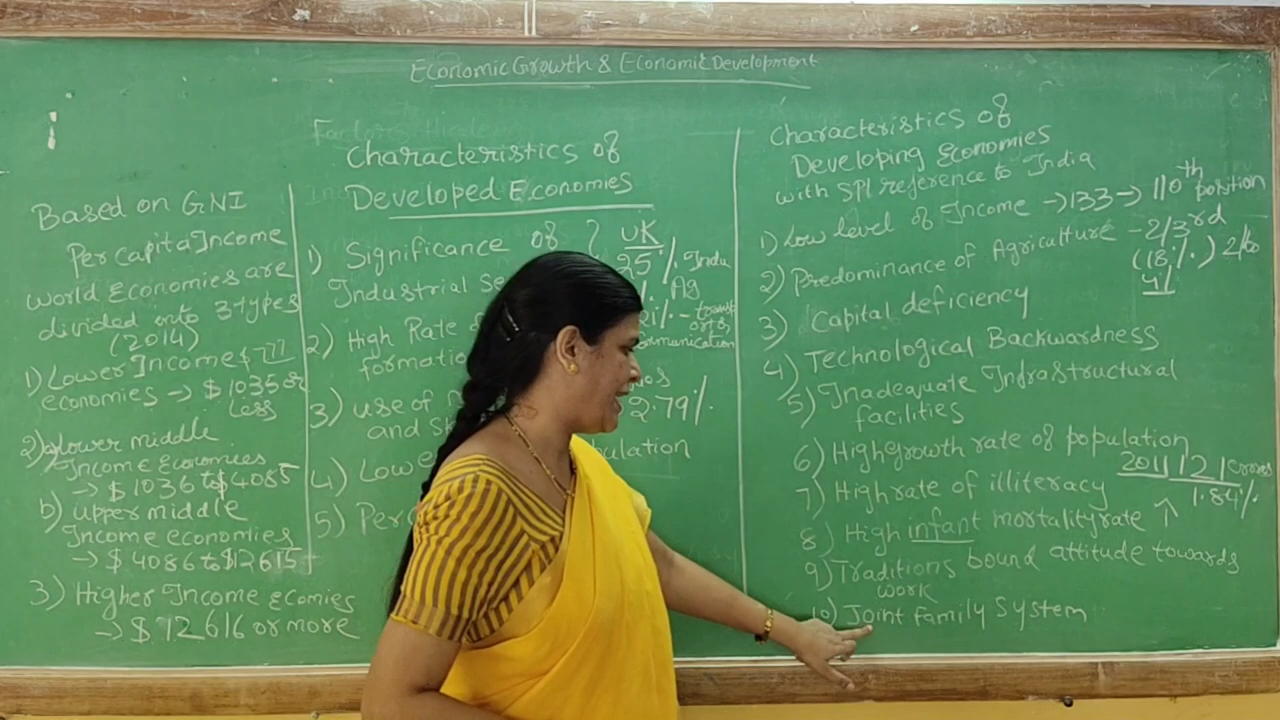 Economic Growth & Economic Development
Based on GNI
Per capita Income
world Economies are
divided into 3 types
(2014)
1) Lower Income
economies → $ 1035 or
less
2) a) lower middle
Income Economies
→ $ 1036 to $ 4085
b) upper middle
Income economies
→ $ 4086 to $12615
3) Higher Income ecomies
→ $ 12616 or more
Characteristics of
Developed Economies
1) Significance of
Industrial Se
UK
25% Indu
% Ag
2% - transp
ort &
ommunication
2) High Rate
formatio
3) use of
and Sk
2.79%
4) Low
pulation
5) Per
Characteristics of
Developing Economies
with SPl reference to India
1) Low level of Income → 133 → 110th position
2) Predominance of Agriculture - 2/3rd
(18%)
3) Capital deficiency
4) Technological Backwardness
5) Inadequate Infrastructural
facilities
6) High growth rate of population
2011 121 crores
1.84%
7) High rate of illiteracy
8) High infant mortality rate ↑
9) Traditions bound attitude towards
work
10) Joint family System